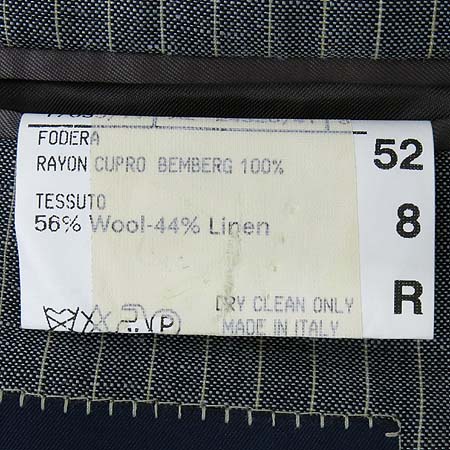 FODERA
RAYON CUPRO BEMBERG 100%
TESSUTO
56% Wool-44% Linen
DRY CLEAN ONLY
MADE IN ITALY
P
52
8
R